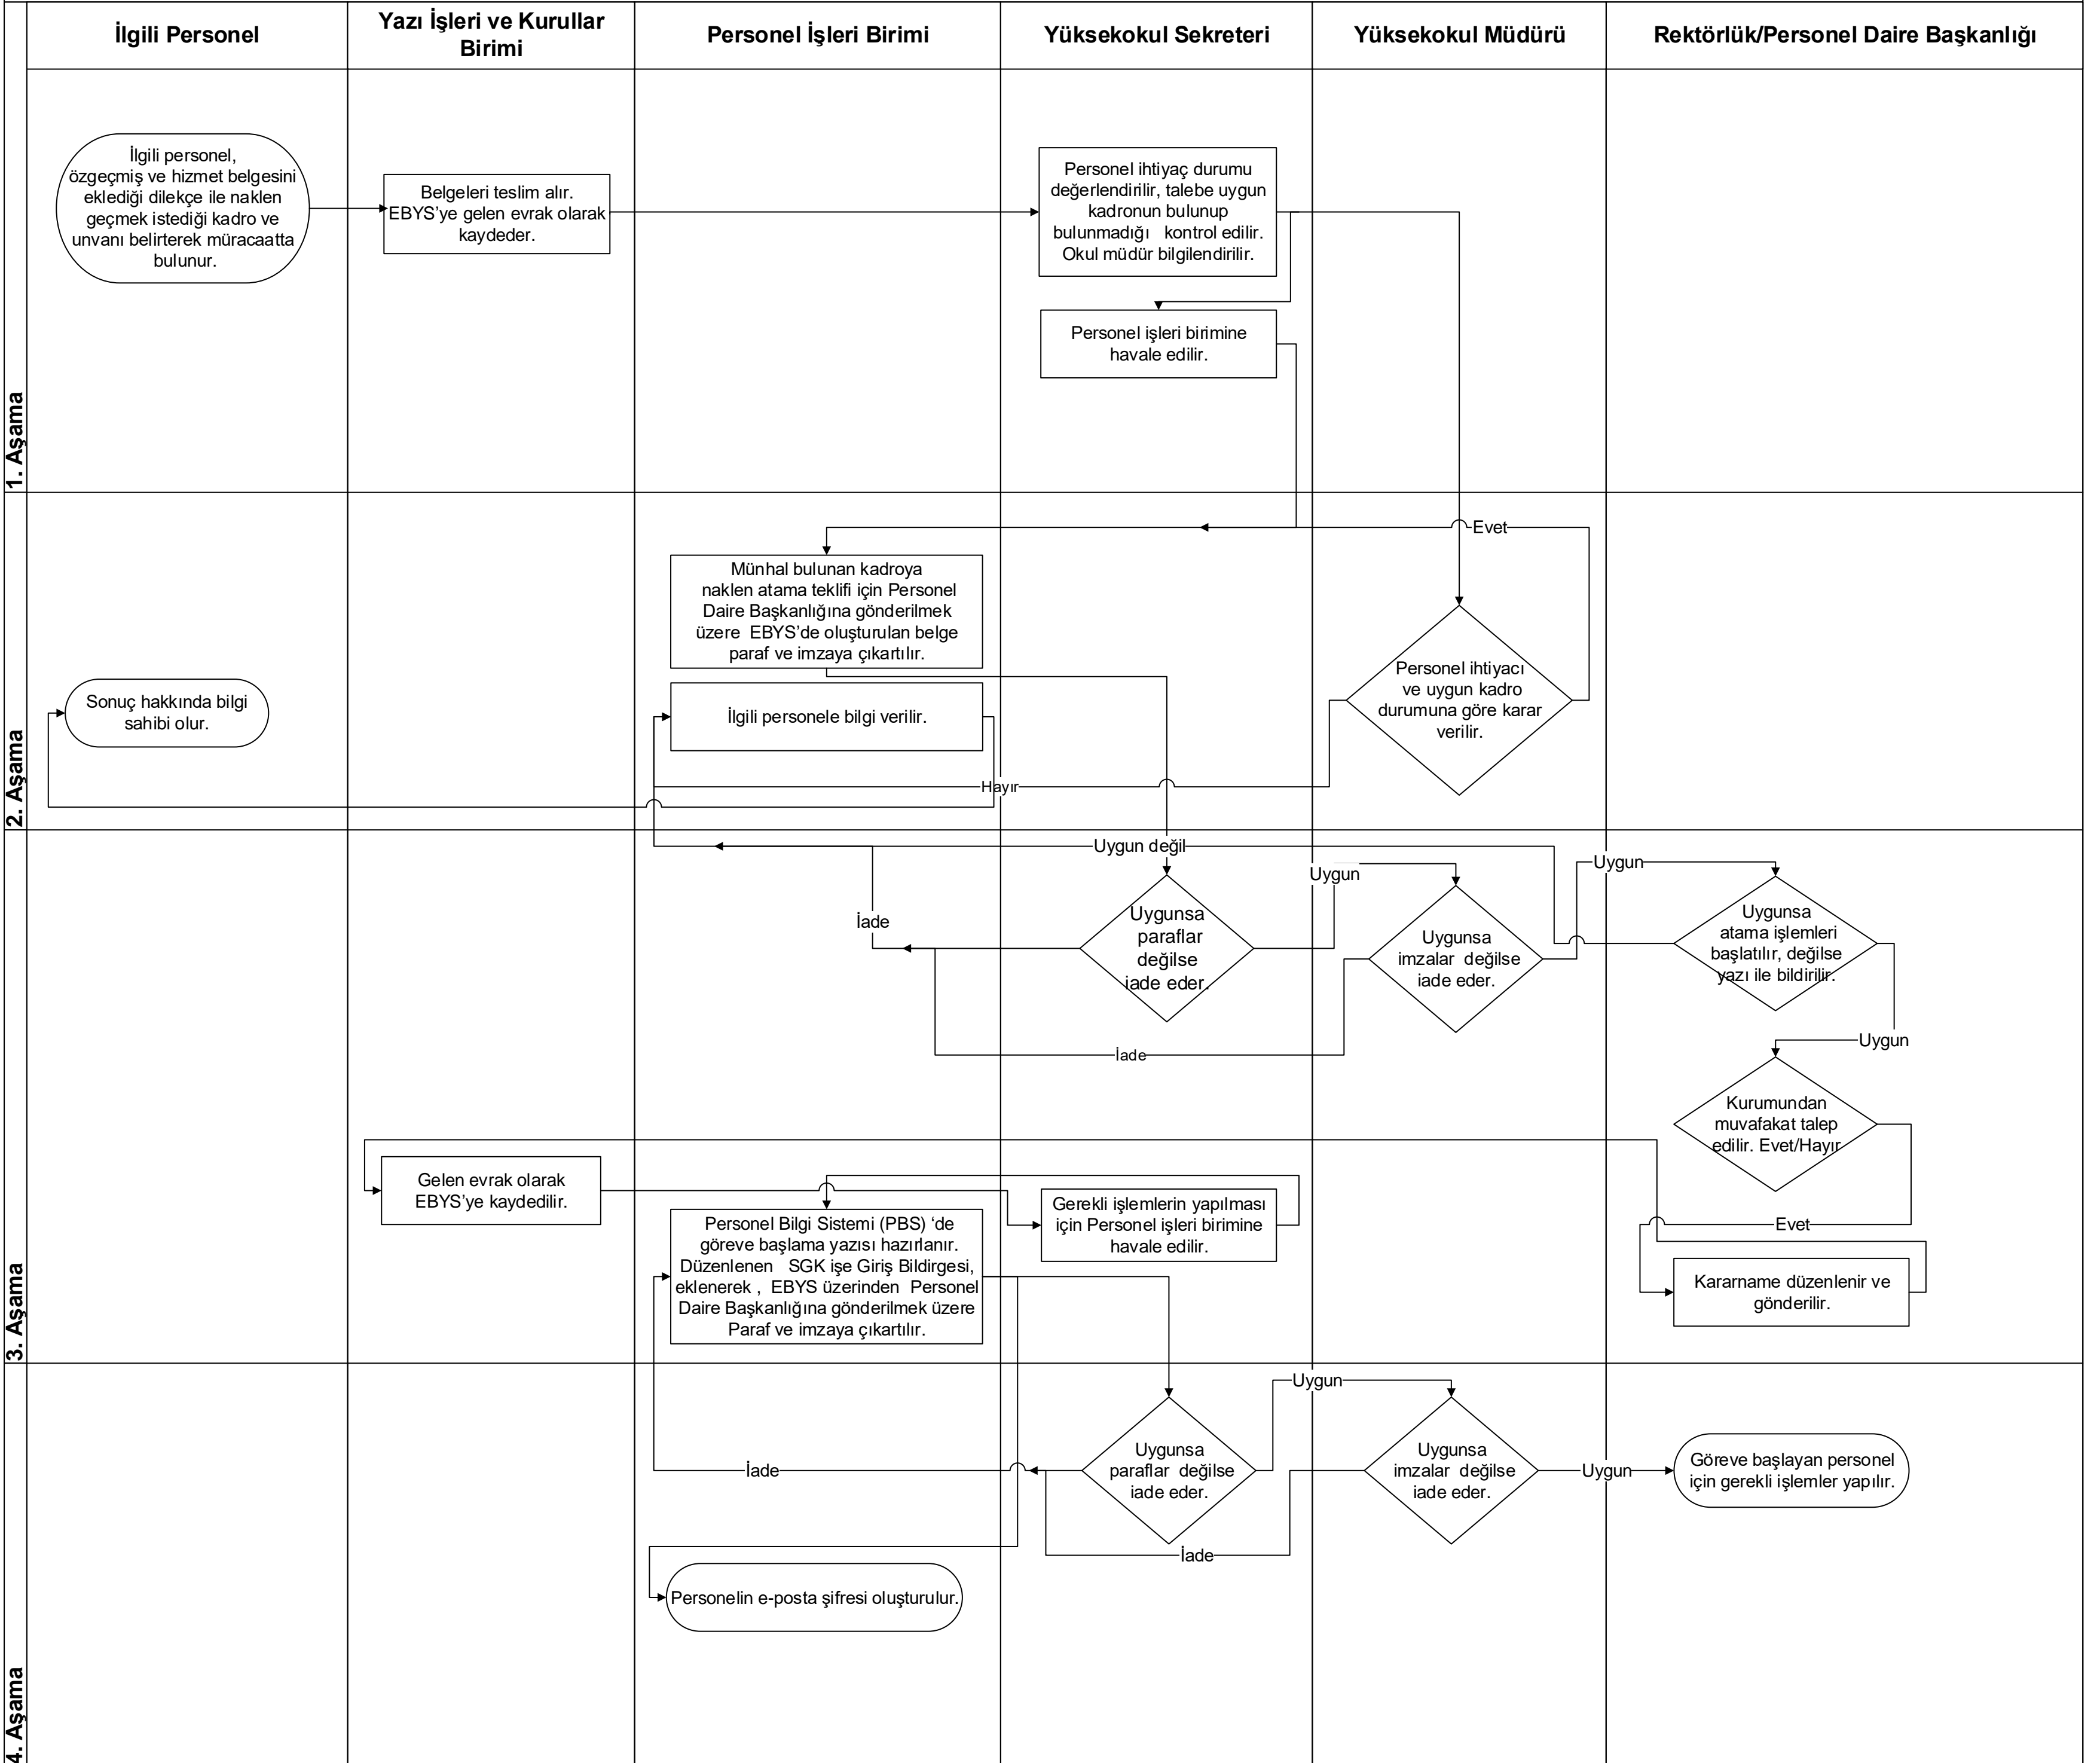 İlgili Personel
Yazı İşleri ve Kurullar
Birimi
Personel İşleri Birimi
Yüksekokul Sekreteri
Yüksekokul Müdürü
Rektörlük/Personel Daire Başkanlığı
1. Aşama
İlgili personel,
özgeçmiş ve hizmet belgesini
eklediği dilekçe ile naklen
geçmek istediği kadro ve
unvanı belirterek müracaatta
bulunur.
Belgeleri teslim alır.
EBYS’ye gelen evrak olarak
kaydeder.
Personel ihtiyaç durumu
değerlendirilir, talebe uygun
kadronun bulunup
bulunmadığı kontrol edilir.
Okul müdür bilgilendirilir.
Personel işleri birimine
havale edilir.
2. Aşama
Evet
Münhal bulunan kadroya
naklen atama teklifi için Personel
Daire Başkanlığına gönderilmek
üzere EBYS’de oluşturulan belge
paraf ve imzaya çıkartılır.
Personel ihtiyacı
ve uygun kadro
durumuna göre karar
verilir.
Sonuç hakkında bilgi
sahibi olur.
İlgili personele bilgi verilir.
Hayır
3. Aşama
Uygun değil
Uygun
Uygun
İade
Uygunsa
paraflar
değilse
iade eder.
Uygunsa
imzalar değilse
iade eder.
Uygunsa
atama işlemleri
başlatılır, değilse
yazı ile bildirilir.
İade
Uygun
Kurumundan
muvafakat talep
edilir. Evet/Hayır
Gelen evrak olarak
EBYS’ye kaydedilir.
Gerekli işlemlerin yapılması
için Personel işleri birimine
havale edilir.
Evet
Personel Bilgi Sistemi (PBS) ‘de
göreve başlama yazısı hazırlanır.
Düzenlenen SGK işe Giriş Bildirgesi,
eklenerek , EBYS üzerinden Personel
Daire Başkanlığına gönderilmek üzere
Paraf ve imzaya çıkartılır.
Kararname düzenlenir ve
gönderilir.
4. Aşama
Uygun
İade
Uygunsa
paraflar değilse
iade eder.
Uygunsa
imzalar değilse
iade eder.
Uygun
Göreve başlayan personel
için gerekli işlemler yapılır.
İade
Personelin e-posta şifresi oluşturulur.